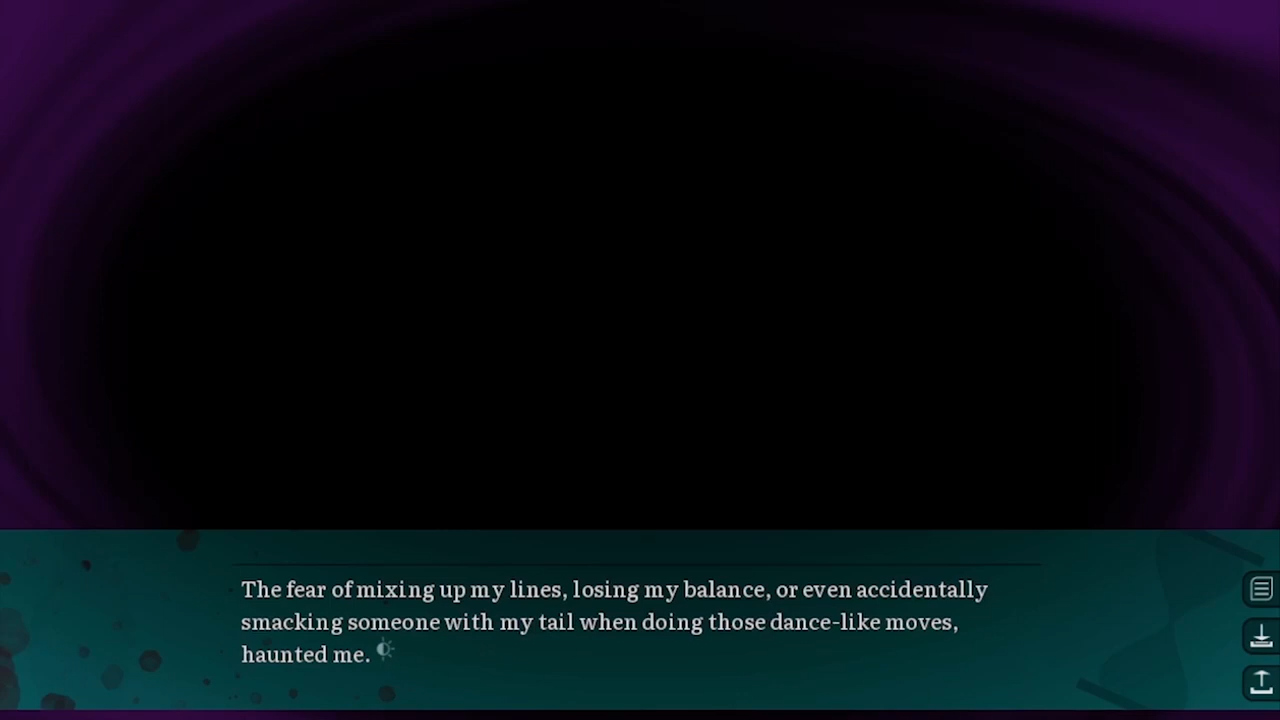 The fear of mixing up my lines, losing my balance, or even accidentally
smacking someone with my tail when doing those dance-like moves,
haunted me.